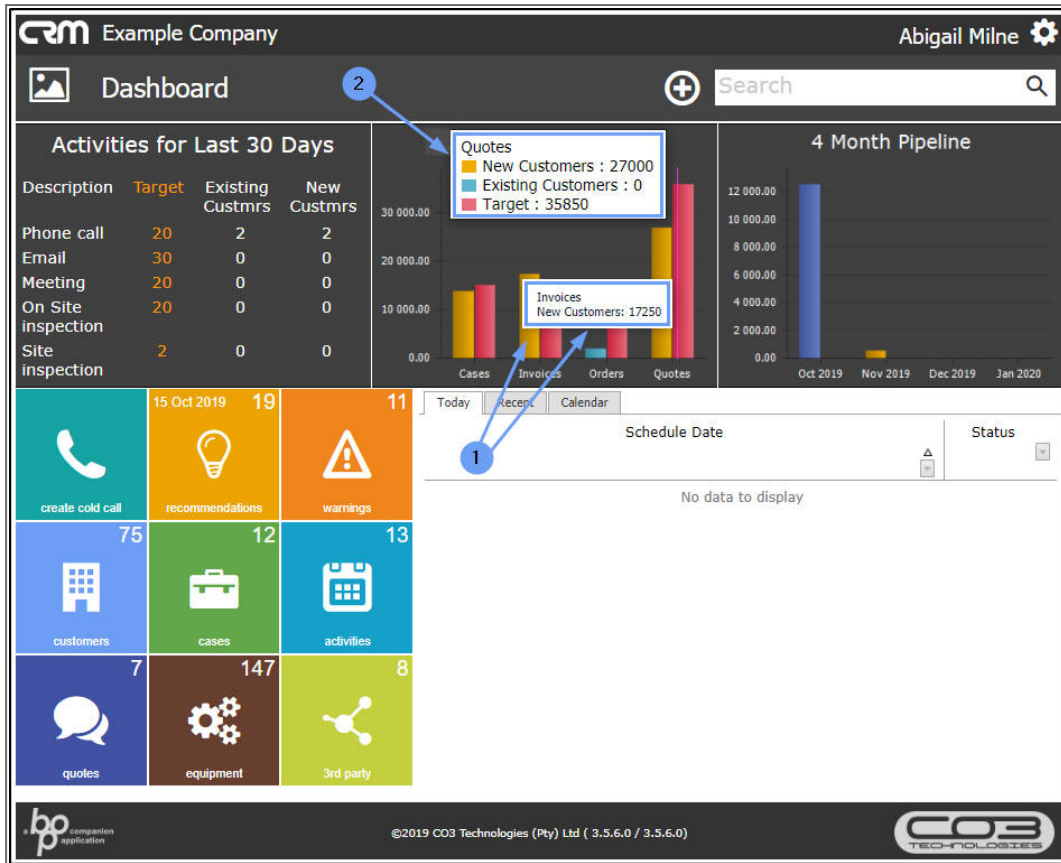 CRM Example Company
Abigail Milne
Dashboard
2
Search
Activities for Last 30 Days
Description Target Existing Custmrs New Custmrs
Phone call 20 2 2
Email 30 0 0
Meeting 20 0 0
On Site inspection 20 0 0
Site inspection 2 0 0
Quotes
New Customers : 27000
Existing Customers : 0
Target : 35850
30 000.00
20 000.00
10 000.00
0.00
Invoices
New Customers: 17250
Cases Invoices Orders Quotes
4 Month Pipeline
12 000.00
10 000.00
8 000.00
6 000.00
4 000.00
2 000.00
0.00
Oct 2019 Nov 2019 Dec 2019 Jan 2020
create cold call
15 Oct 2019 19
recommendations
11
warnings
75
customers
12
cases
13
activities
7
quotes
147
equipment
8
3rd party
Today Recent Calendar
1
Schedule Date Status
No data to display
a bpo companion application
©2019 CO3 Technologies (Pty) Ltd ( 3.5.6.0 / 3.5.6.0)
CO3
TECHNOLOGIES